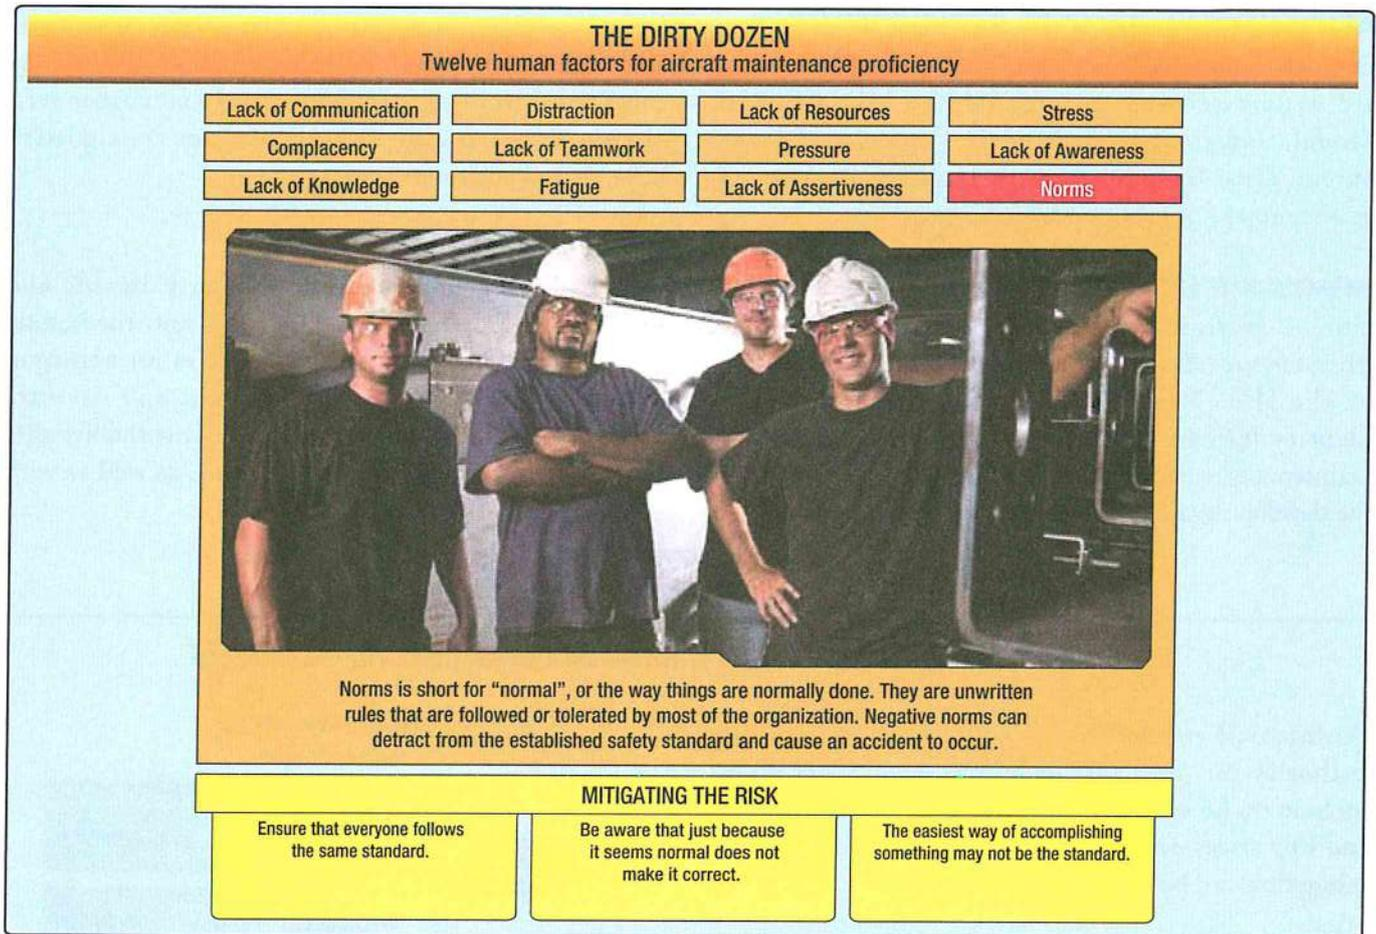 THE DIRTY DOZEN
Twelve human factors for aircraft maintenance proficiency
Lack of Communication
Distraction
Lack of Resources
Stress
Complacency
Lack of Teamwork
Pressure
Lack of Awareness
Lack of Knowledge
Fatigue
Lack of Assertiveness
Norms
Norms is short for “normal”, or the way things are normally done. They are unwritten
rules that are followed or tolerated by most of the organization. Negative norms can
detract from the established safety standard and cause an accident to occur.
MITIGATING THE RISK
Ensure that everyone follows
the same standard.
Be aware that just because
it seems normal does not
make it correct.
The easiest way of accomplishing
something may not be the standard.